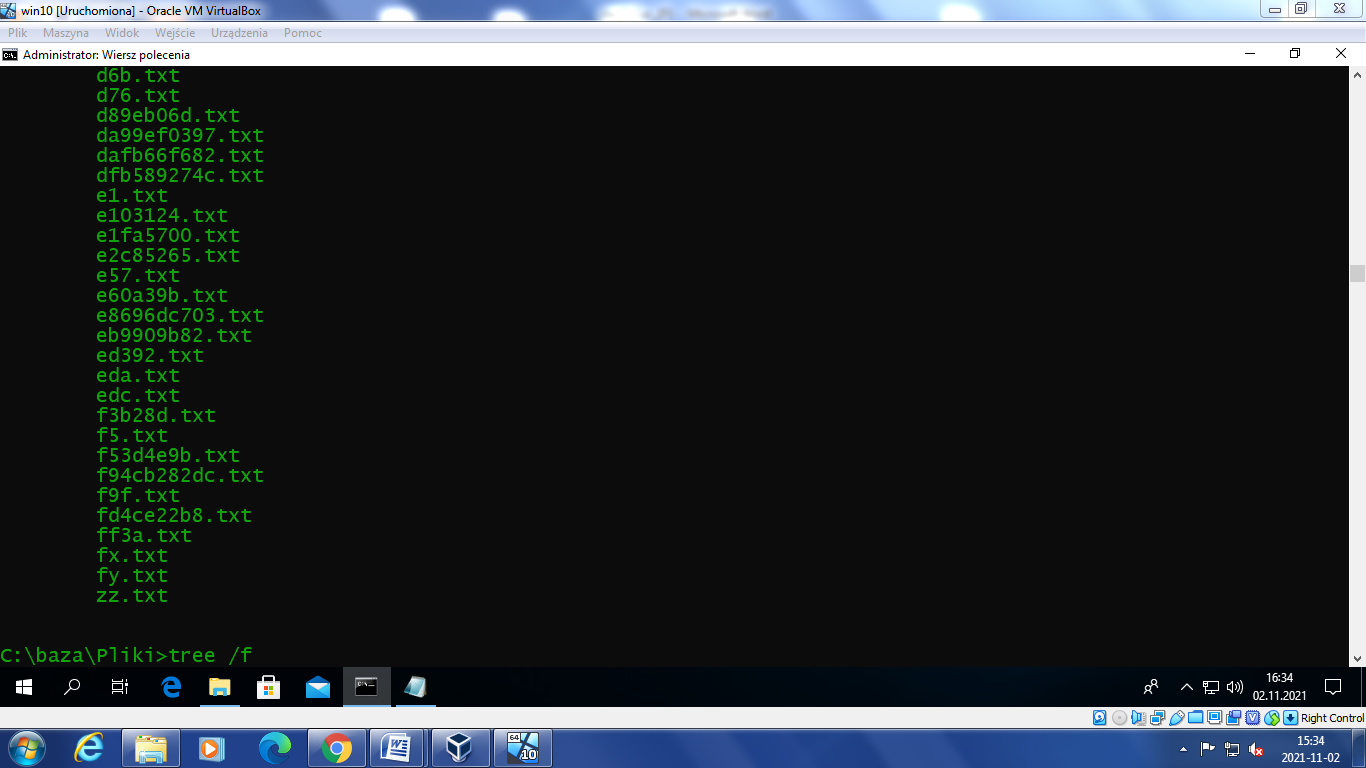 win10 [Uruchomiona] - Oracle VM VirtualBox
Plik Maszyna Widok Wejście Urządzenia Pomoc
Administrator: Wiersz polecenia
d6b.txt
d76.txt
d89eb06d.txt
da99ef0397.txt
dafb66f682.txt
dfb589274c.txt
e1.txt
e103124.txt
e1fa5700.txt
e2c85265.txt
e57.txt
e60a39b.txt
e8696dc703.txt
eb9909b82.txt
ed392.txt
eda.txt
edc.txt
f3b28d.txt
f5.txt
f53d4e9b.txt
f94cb282dc.txt
f9f.txt
fd4ce22b8.txt
ff3a.txt
fx.txt
fy.txt
zz.txt
C:\baza\Pliki>tree /f
16:34
02.11.2021
Right Control
64
10
15:34
2021-11-02